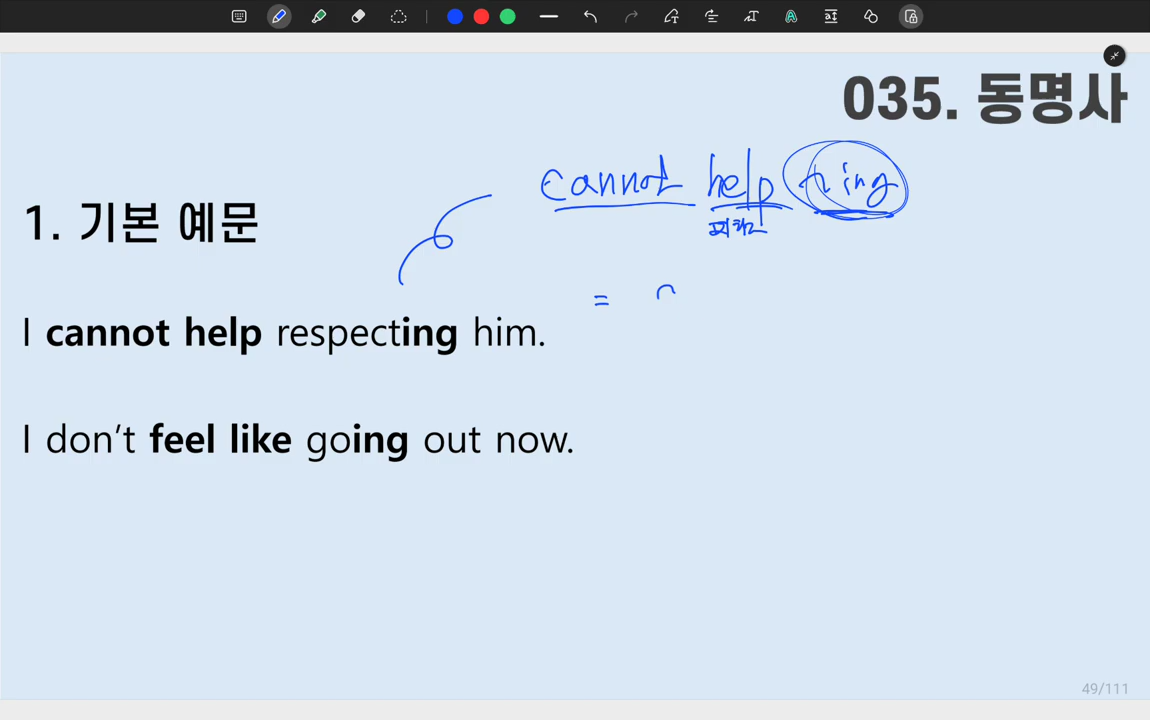 035. 동명사
cannot help ~ing
피하다
1. 기본 예문
=
I cannot help respecting him.
I don’t feel like going out now.
49/111